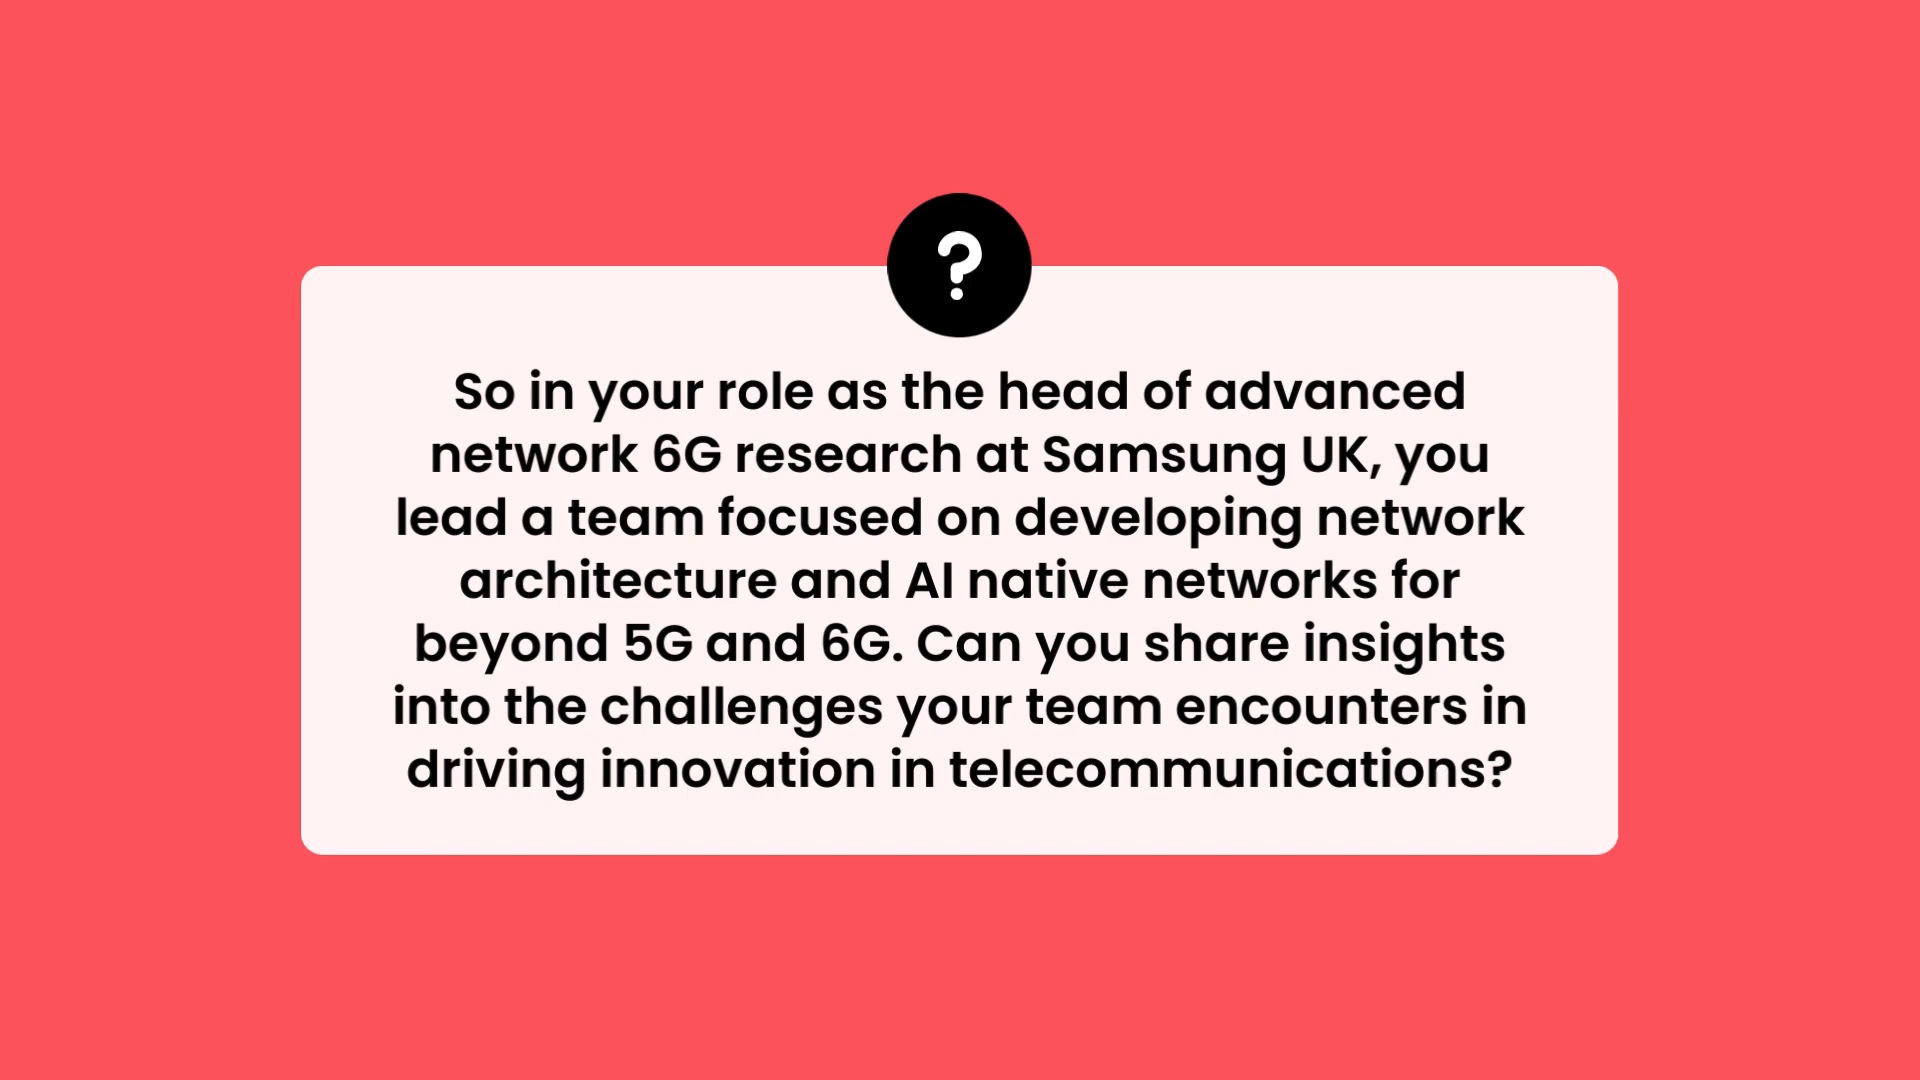 ?
So in your role as the head of advanced
network 6G research at Samsung UK, you
lead a team focused on developing network
architecture and AI native networks for
beyond 5G and 6G. Can you share insights
into the challenges your team encounters in
driving innovation in telecommunications?